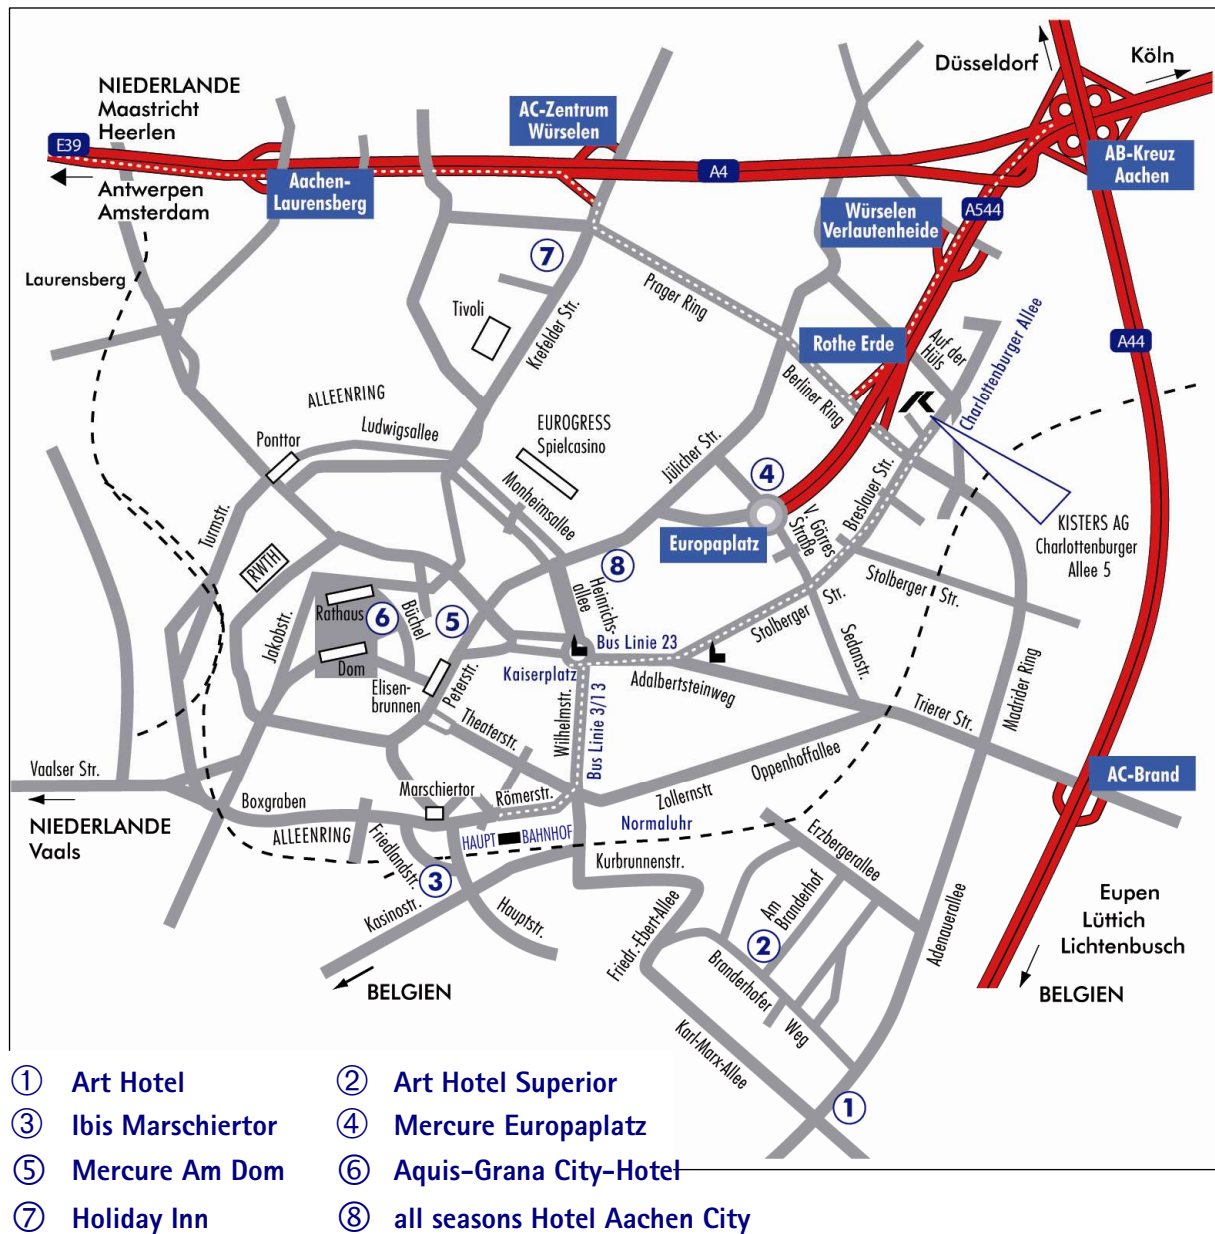 Düsseldorf
Köln
NIEDERLANDE
Maastricht
Heerlen
AC-Zentrum
Würselen
E39
A4
AB-Kreuz
Aachen
Antwerpen
Amsterdam
Aachen-
Laurensberg
Würselen
Verlautenheide
A544
Laurensberg
7
Tivoli
Krefelder Str.
Prager Ring
Rothe Erde
Auf der
Hüls
Charlottenburger Allee
A44
Berliner Ring
ALLEENRING
Ludwigsallee
Ponttor
EUROGRESS
Spielcasino
Monheimsallee
Jülicher Str.
4
Breslauer Str.
V. Görres
Straße
Europaplatz
KISTERS AG
Charlottenburger
Allee 5
Turmstr.
RWTH
8
Heinrichs-
allee
Stolberger Str.
Stolberger Str.
Rathaus
6
Büchel
5
Jakobstr.
Dom
Elisen-
brunnen
Peterstr.
Kaiserplatz
Bus Linie 23
Adalbertsteinweg
Sedanstr.
Madrider Ring
Trierer Str.
Theaterstr.
Wilhelmstr.
Bus Linie 3/13
Oppenhoffallee
Vaalser Str.
AC-Brand
Marschiertor
Römerstr.
Zollernstr
Boxgraben
NIEDERLANDE
Vaals
ALLEENRING
Friedlandstr.
HAUPT BAHNHOF
Normaluhr
Kurbrunnenstr.
Erzbergerallee
3
Kasinostr.
Hauptstr.
Friedr.-Ebert-Allee
Am
Branderhof
2
Branderhofer
Weg
Adenauerallee
Eupen
Lüttich
Lichtenbusch
BELGIEN
BELGIEN
Karl-Marx-Allee
1
1 Art Hotel
2 Art Hotel Superior
3 Ibis Marschiertor
4 Mercure Europaplatz
5 Mercure Am Dom
6 Aquis-Grana City-Hotel
7 Holiday Inn
8 all seasons Hotel Aachen City